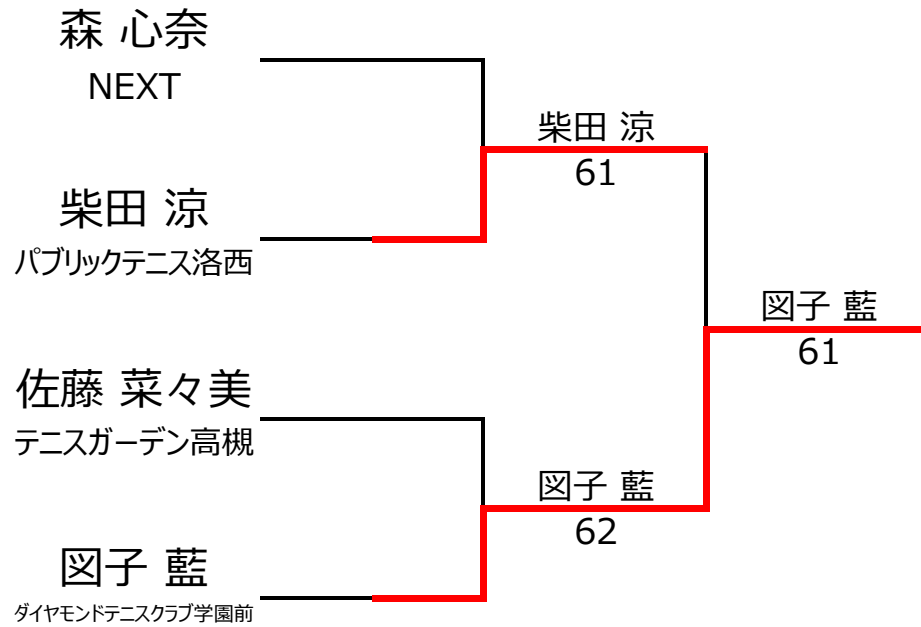 森 心奈
NEXT
柴田 涼
61
柴田 涼
パブリックテニス洛西
図子 藍
61
佐藤 菜々美
テニスガーデン高槻
図子 藍
62
図子 藍
ダイヤモンドテニスクラブ学園前